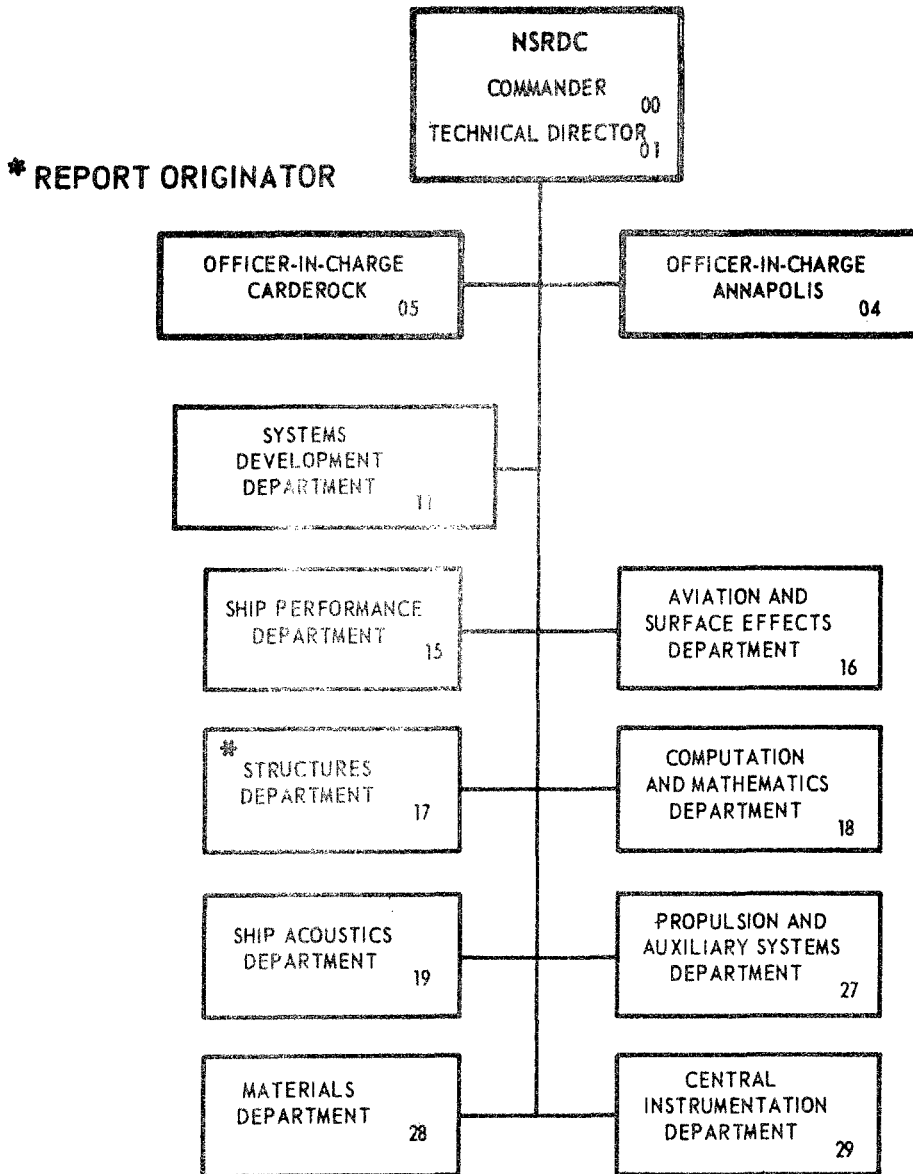 NSRDC
COMMANDER
00
TECHNICAL DIRECTOR
01
* REPORT ORIGINATOR
OFFICER-IN-CHARGE
CARDEROCK
05
OFFICER-IN-CHARGE
ANNAPOLIS
04
SYSTEMS
DEVELOPMENT
DEPARTMENT
11
SHIP PERFORMANCE
DEPARTMENT
15
AVIATION AND
SURFACE EFFECTS
DEPARTMENT
16
*
STRUCTURES
DEPARTMENT
17
COMPUTATION
AND MATHEMATICS
DEPARTMENT
18
SHIP ACOUSTICS
DEPARTMENT
19
PROPULSION AND
AUXILIARY SYSTEMS
DEPARTMENT
27
MATERIALS
DEPARTMENT
28
CENTRAL
INSTRUMENTATION
DEPARTMENT
29